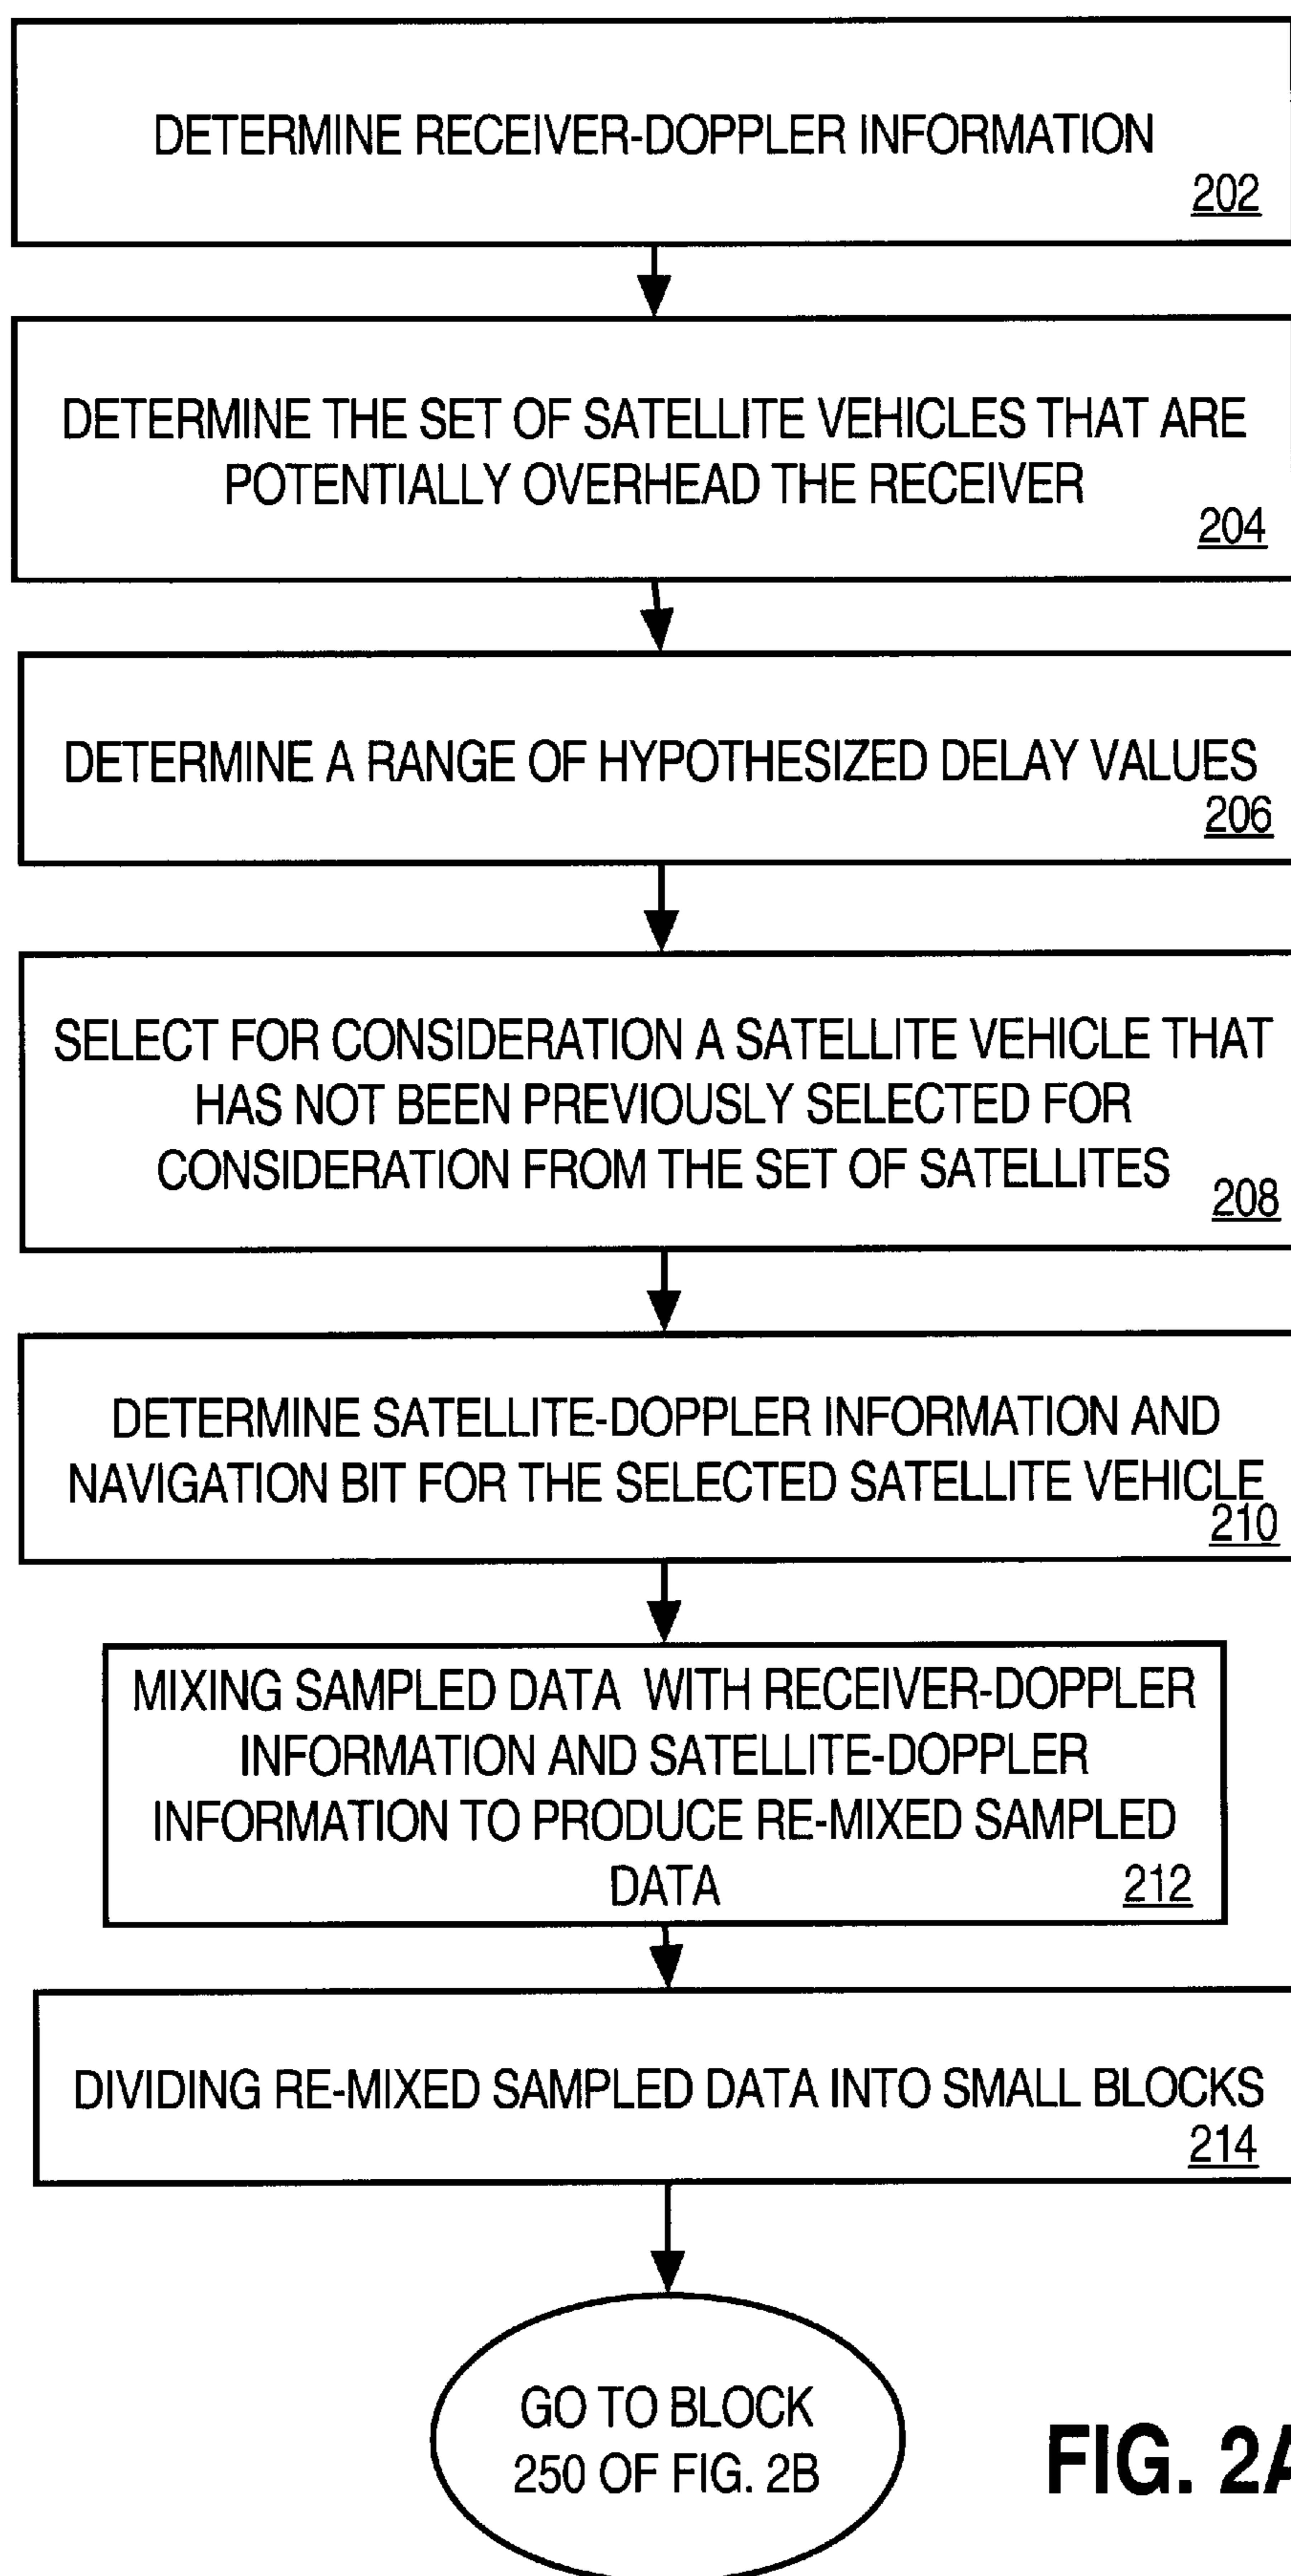 DETERMINE RECEIVER-DOPPLER INFORMATION
202
DETERMINE THE SET OF SATELLITE VEHICLES THAT ARE
POTENTIALLY OVERHEAD THE RECEIVER
204
DETERMINE A RANGE OF HYPOTHESIZED DELAY VALUES
206
SELECT FOR CONSIDERATION A SATELLITE VEHICLE THAT
HAS NOT BEEN PREVIOUSLY SELECTED FOR
CONSIDERATION FROM THE SET OF SATELLITES
208
DETERMINE SATELLITE-DOPPLER INFORMATION AND
NAVIGATION BIT FOR THE SELECTED SATELLITE VEHICLE
210
MIXING SAMPLED DATA WITH RECEIVER-DOPPLER
INFORMATION AND SATELLITE-DOPPLER
INFORMATION TO PRODUCE RE-MIXED SAMPLED
DATA 212
DIVIDING RE-MIXED SAMPLED DATA INTO SMALL BLOCKS
214
GO TO BLOCK
250 OF FIG. 2B
FIG. 2A